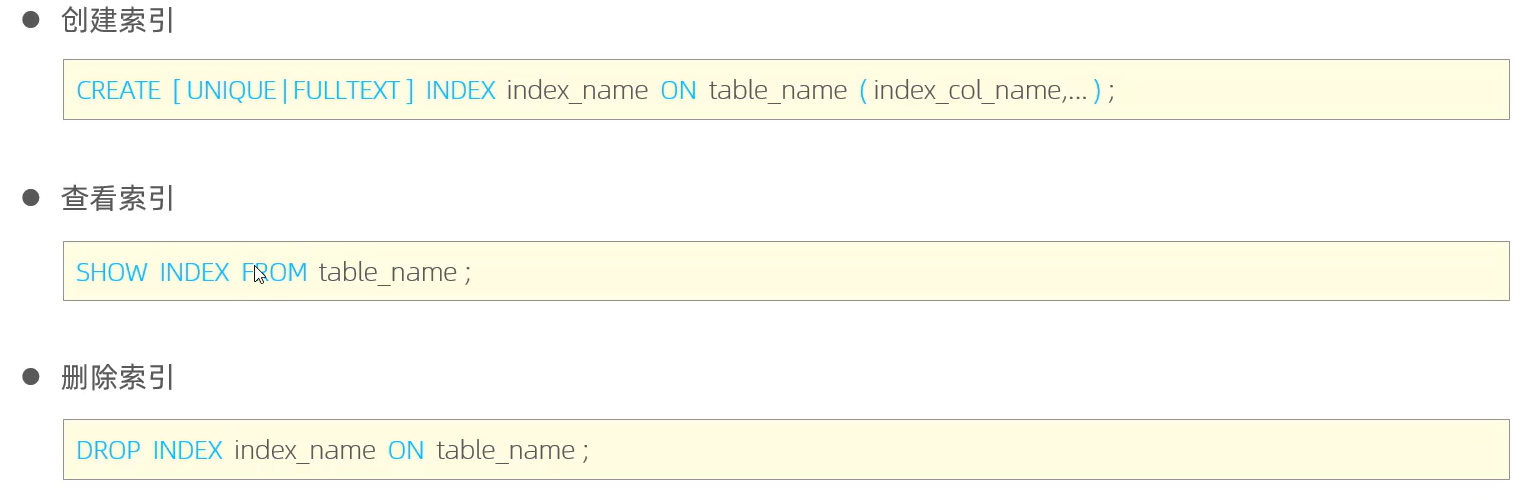 创建索引
CREATE [ UNIQUE | FULLTEXT ] INDEX index_name ON table_name ( index_col_name,... ) ;
查看索引
SHOW INDEX FROM table_name ;
删除索引
DROP INDEX index_name ON table_name ;